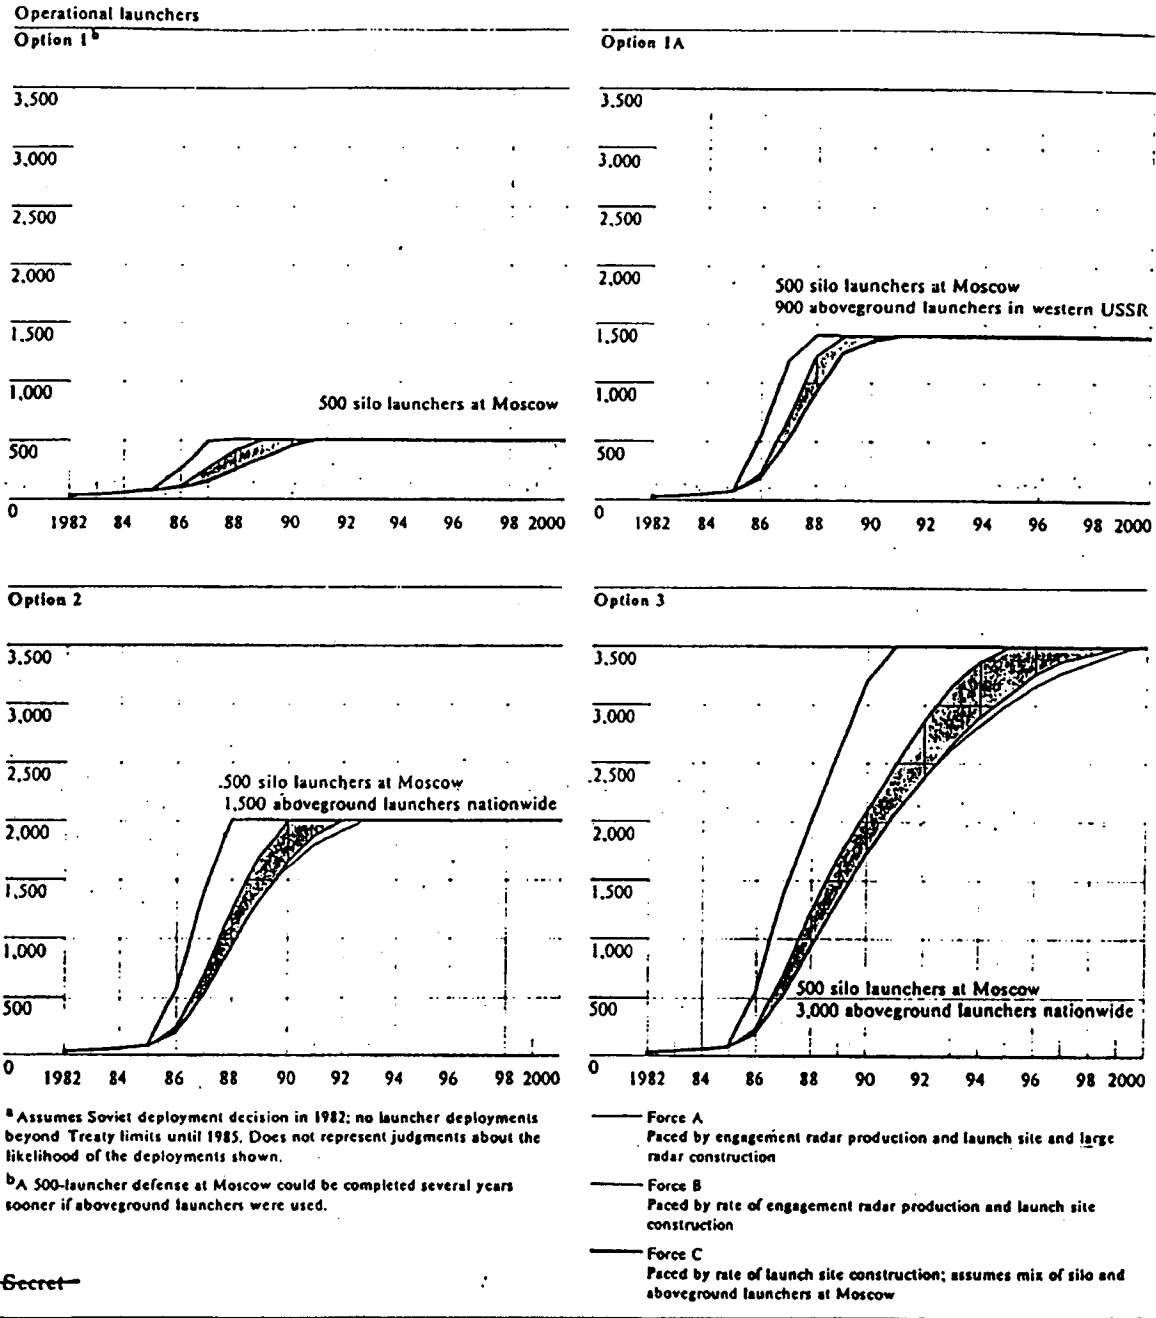 Operational launchers
Option 1ᵇ
3,500
3,000
2,500
2,000
1,500
1,000
500
0
500 silo launchers at Moscow
1982 84 86 88 90 92 94 96 98 2000
Option 1A
3,500
3,000
2,500
2,000
1,500
1,000
500
0
500 silo launchers at Moscow
900 aboveground launchers in western USSR
1982 84 86 88 90 92 94 96 98 2000
Option 2
3,500
3,000
2,500
2,000
1,500
1,000
500
0
500 silo launchers at Moscow
1,500 aboveground launchers nationwide
1982 84 86 88 90 92 94 96 98 2000
Option 3
3,500
3,000
2,500
2,000
1,500
1,000
500
0
500 silo launchers at Moscow
3,000 aboveground launchers nationwide
1982 84 86 88 90 92 94 96 98 2000
ᵃ Assumes Soviet deployment decision in 1982; no launcher deployments
beyond Treaty limits until 1985. Does not represent judgments about the
likelihood of the deployments shown.
ᵇA 500-launcher defense at Moscow could be completed several years
sooner if aboveground launchers were used.
Force A
Paced by engagement radar production and launch site and large
radar construction
Force B
Paced by rate of engagement radar production and launch site
construction
Force C
Paced by rate of launch site construction; assumes mix of silo and
aboveground launchers at Moscow
Secret